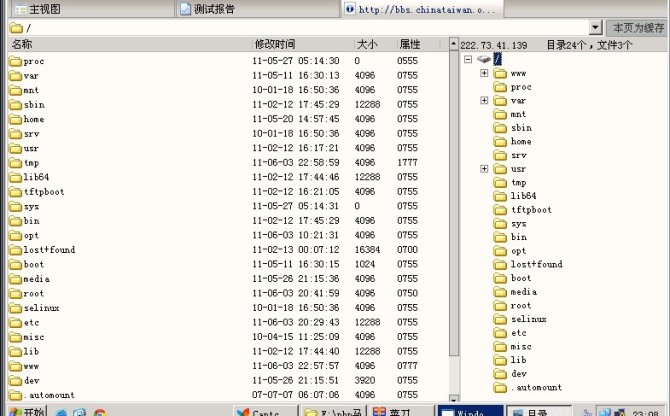 主视图 测试报告 http://bbs.chinataiwan.o...
/ 本页为缓存
名称 修改时间 大小 属性 222.73.41.139 目录24个，文件3个
proc 11-05-27 05:14:30 0 0555 /
var 11-05-11 16:30:13 4096 0755 www
mnt 10-01-18 16:50:36 4096 0755 proc
sbin 11-02-12 17:45:29 12288 0755 var
home 11-05-20 14:57:45 4096 0755 mnt
srv 10-01-18 16:50:36 4096 0755 sbin
usr 11-02-12 16:17:21 4096 0755 home
tmp 11-06-03 22:58:59 4096 1777 srv
lib64 11-02-12 17:44:46 12288 0755 usr
tftpboot 11-02-12 16:21:05 4096 0755 tmp
sys 11-05-27 05:14:31 0 0755 lib64
bin 11-02-12 17:45:29 4096 0755 tftpboot
opt 11-06-03 10:21:31 4096 0755 sys
lost+found 11-02-13 00:07:12 16384 0700 bin
boot 11-05-11 16:30:15 1024 0755 opt
media 11-05-26 21:15:36 4096 0755 lost+found
root 11-06-03 20:41:59 4096 0750 boot
selinux 10-01-18 16:50:36 4096 0755 media
etc 11-06-03 20:29:43 12288 0755 root
misc 10-04-15 11:25:09 4096 0755 selinux
lib 11-02-12 17:44:40 12288 0755 etc
www 11-06-03 22:57:57 4096 0777 misc
dev 11-05-26 21:15:51 3920 0755 lib
.automount 07-07-07 06:07:06 4096 0755 dev
.automount
开始 Cantc... F:\php马 菜刀 Windo... 目录 23:08